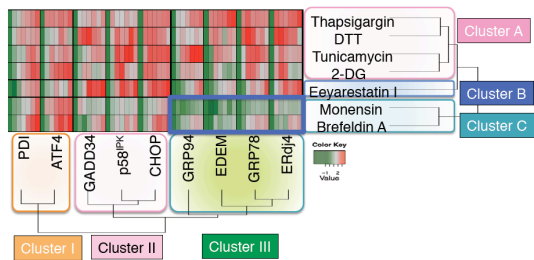 Thapsigargin
DTT
Tunicamycin
2-DG
Eeyarestatin I
Monensin
Brefeldin A
Cluster A
Cluster B
Cluster C
PDI
ATF4
GADD34
p58IPK
CHOP
GRP94
EDEM
GRP78
ERdj4
Color Key
-1 2
Value
Cluster I
Cluster II
Cluster III